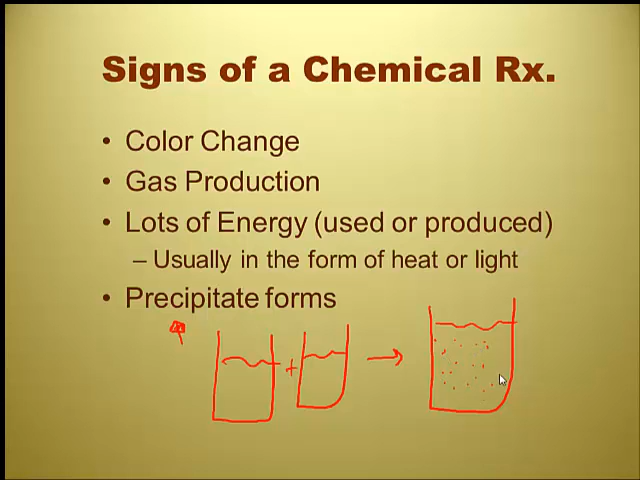 Signs of a Chemical Rx.
• Color Change
• Gas Production
• Lots of Energy (used or produced)
– Usually in the form of heat or light
• Precipitate forms
+